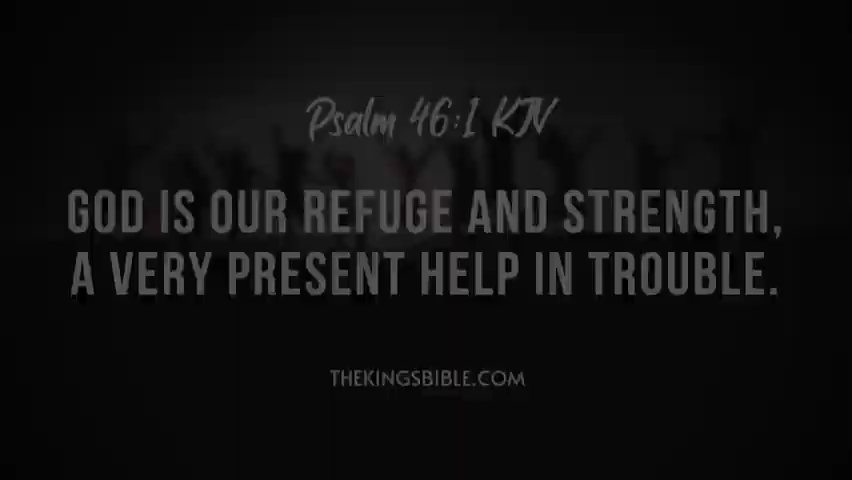 Psalm 46:1 KJV
GOD IS OUR REFUGE AND STRENGTH,
A VERY PRESENT HELP IN TROUBLE.
THEKINGSBIBLE.COM